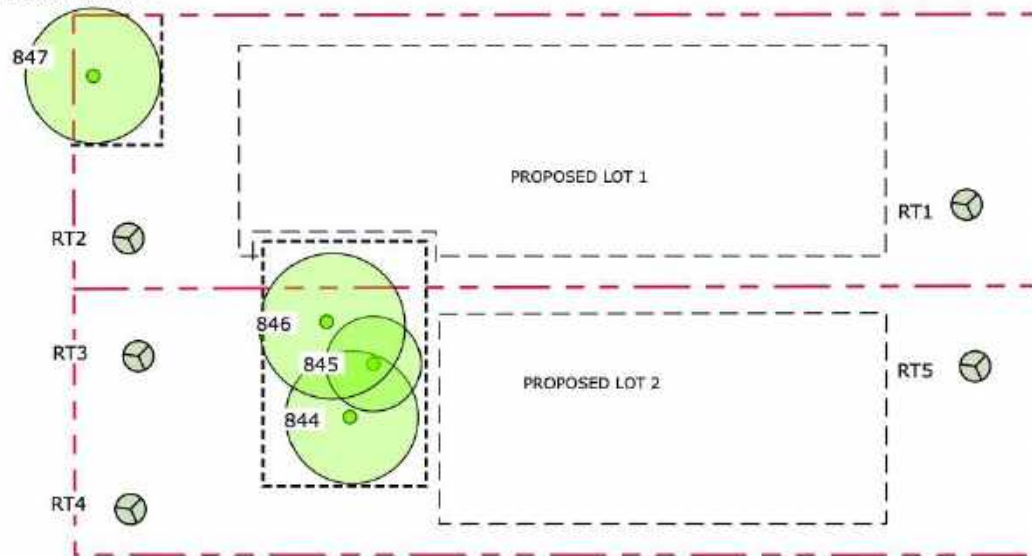 847
PROPOSED LOT 1
RT1
RT2
846
RT3
845
PROPOSED LOT 2
RT5
844
RT4